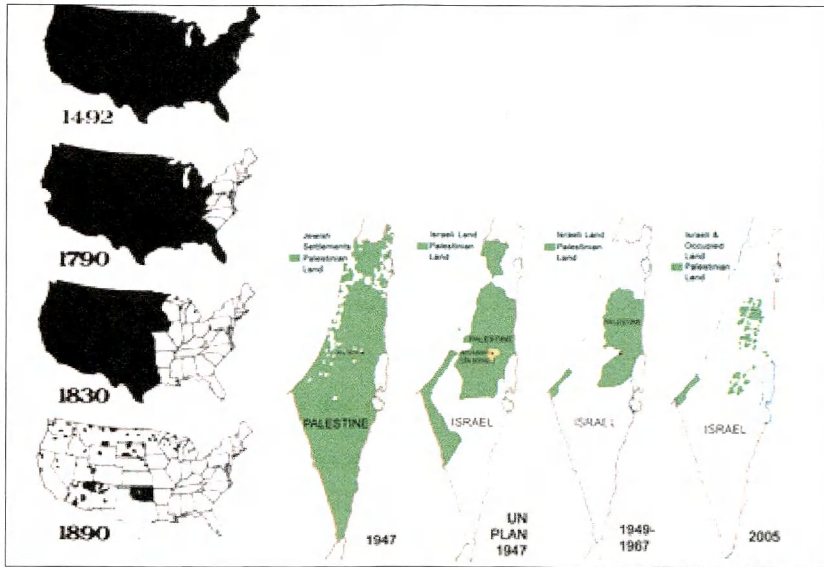 1492
1790
1830
1890
Jewish
Settlements
Palestinian
Land
PALESTINE
1947
Israeli Land
Palestinian
Land
PALESTINE
ISRAEL
UN
PLAN
1947
Israeli Land
Palestinian
Land
PALESTINE
ISRAEL
1949-
1967
Israeli &
Occupied
Land
Palestinian
Land
ISRAEL
2005